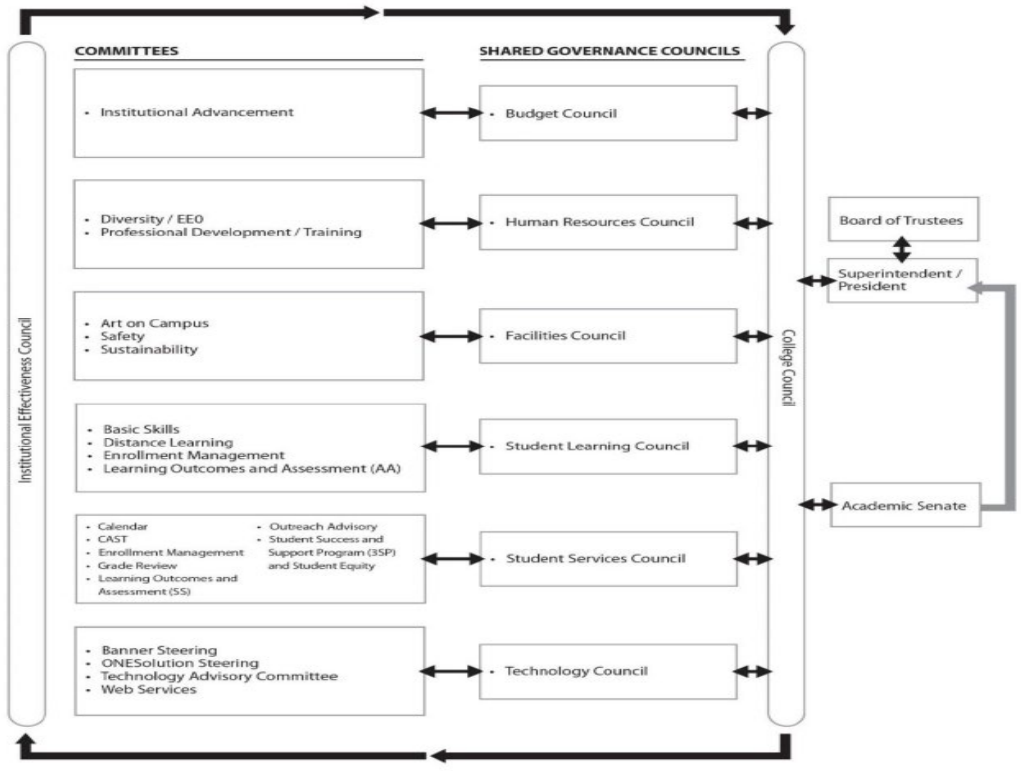 COMMITTEES
SHARED GOVERNANCE COUNCILS
Institutional Effectiveness Council
· Institutional Advancement
· Budget Council
· Diversity / EEO
· Professional Development / Training
· Human Resources Council
· Art on Campus
· Safety
· Sustainability
· Facilities Council
· Basic Skills
· Distance Learning
· Enrollment Management
· Learning Outcomes and Assessment (AA)
· Student Learning Council
· Calendar
· CAST
· Enrollment Management
· Grade Review
· Learning Outcomes and
Assessment (SS)
· Outreach Advisory
· Student Success and
Support Program (3SP)
and Student Equity
· Student Services Council
· Banner Steering
· ONESolution Steering
· Technology Advisory Committee
· Web Services
· Technology Council
College Council
Board of Trustees
Superintendent /
President
Academic Senate